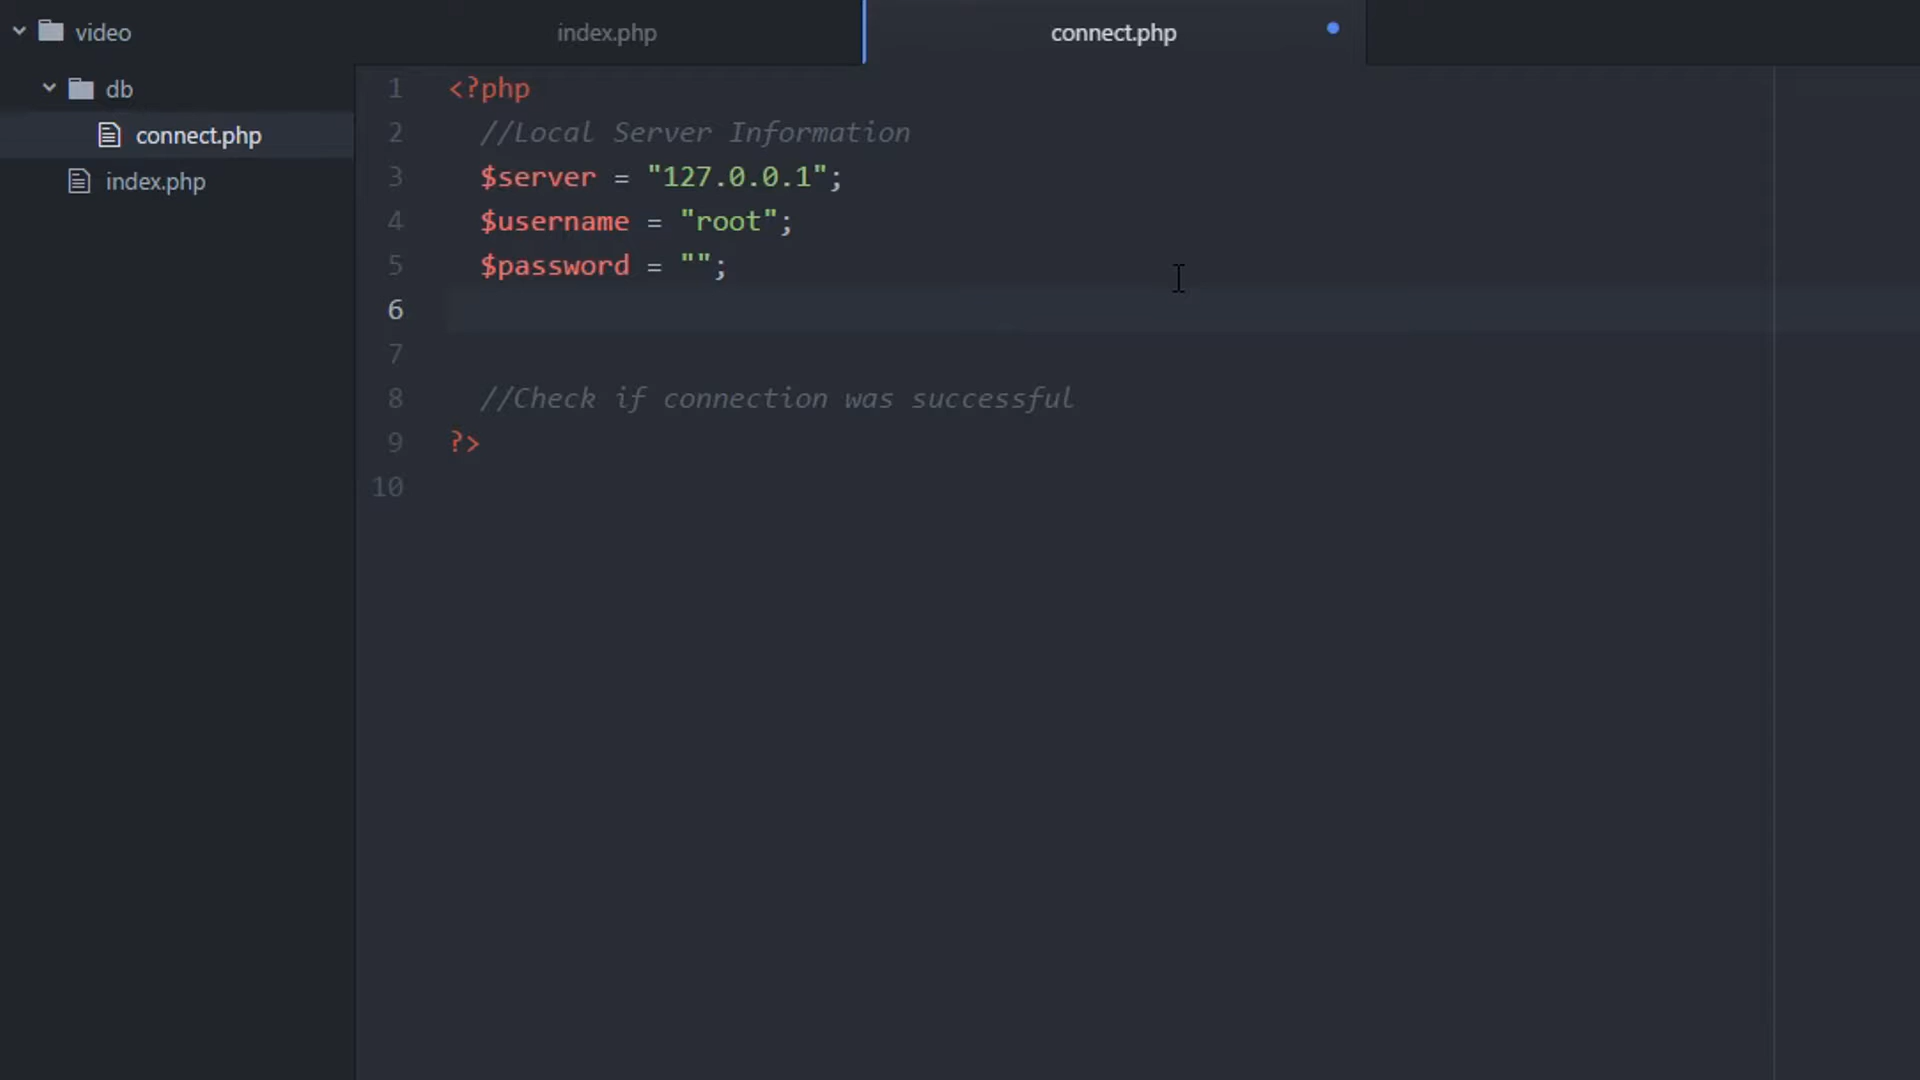 video
db
connect.php
index.php
index.php
connect.php
1 <?php
2 //Local Server Information
3 $server = "127.0.0.1";
4 $username = "root";
5 $password = "";
6
7
8 //Check if connection was successful
9 ?>
10